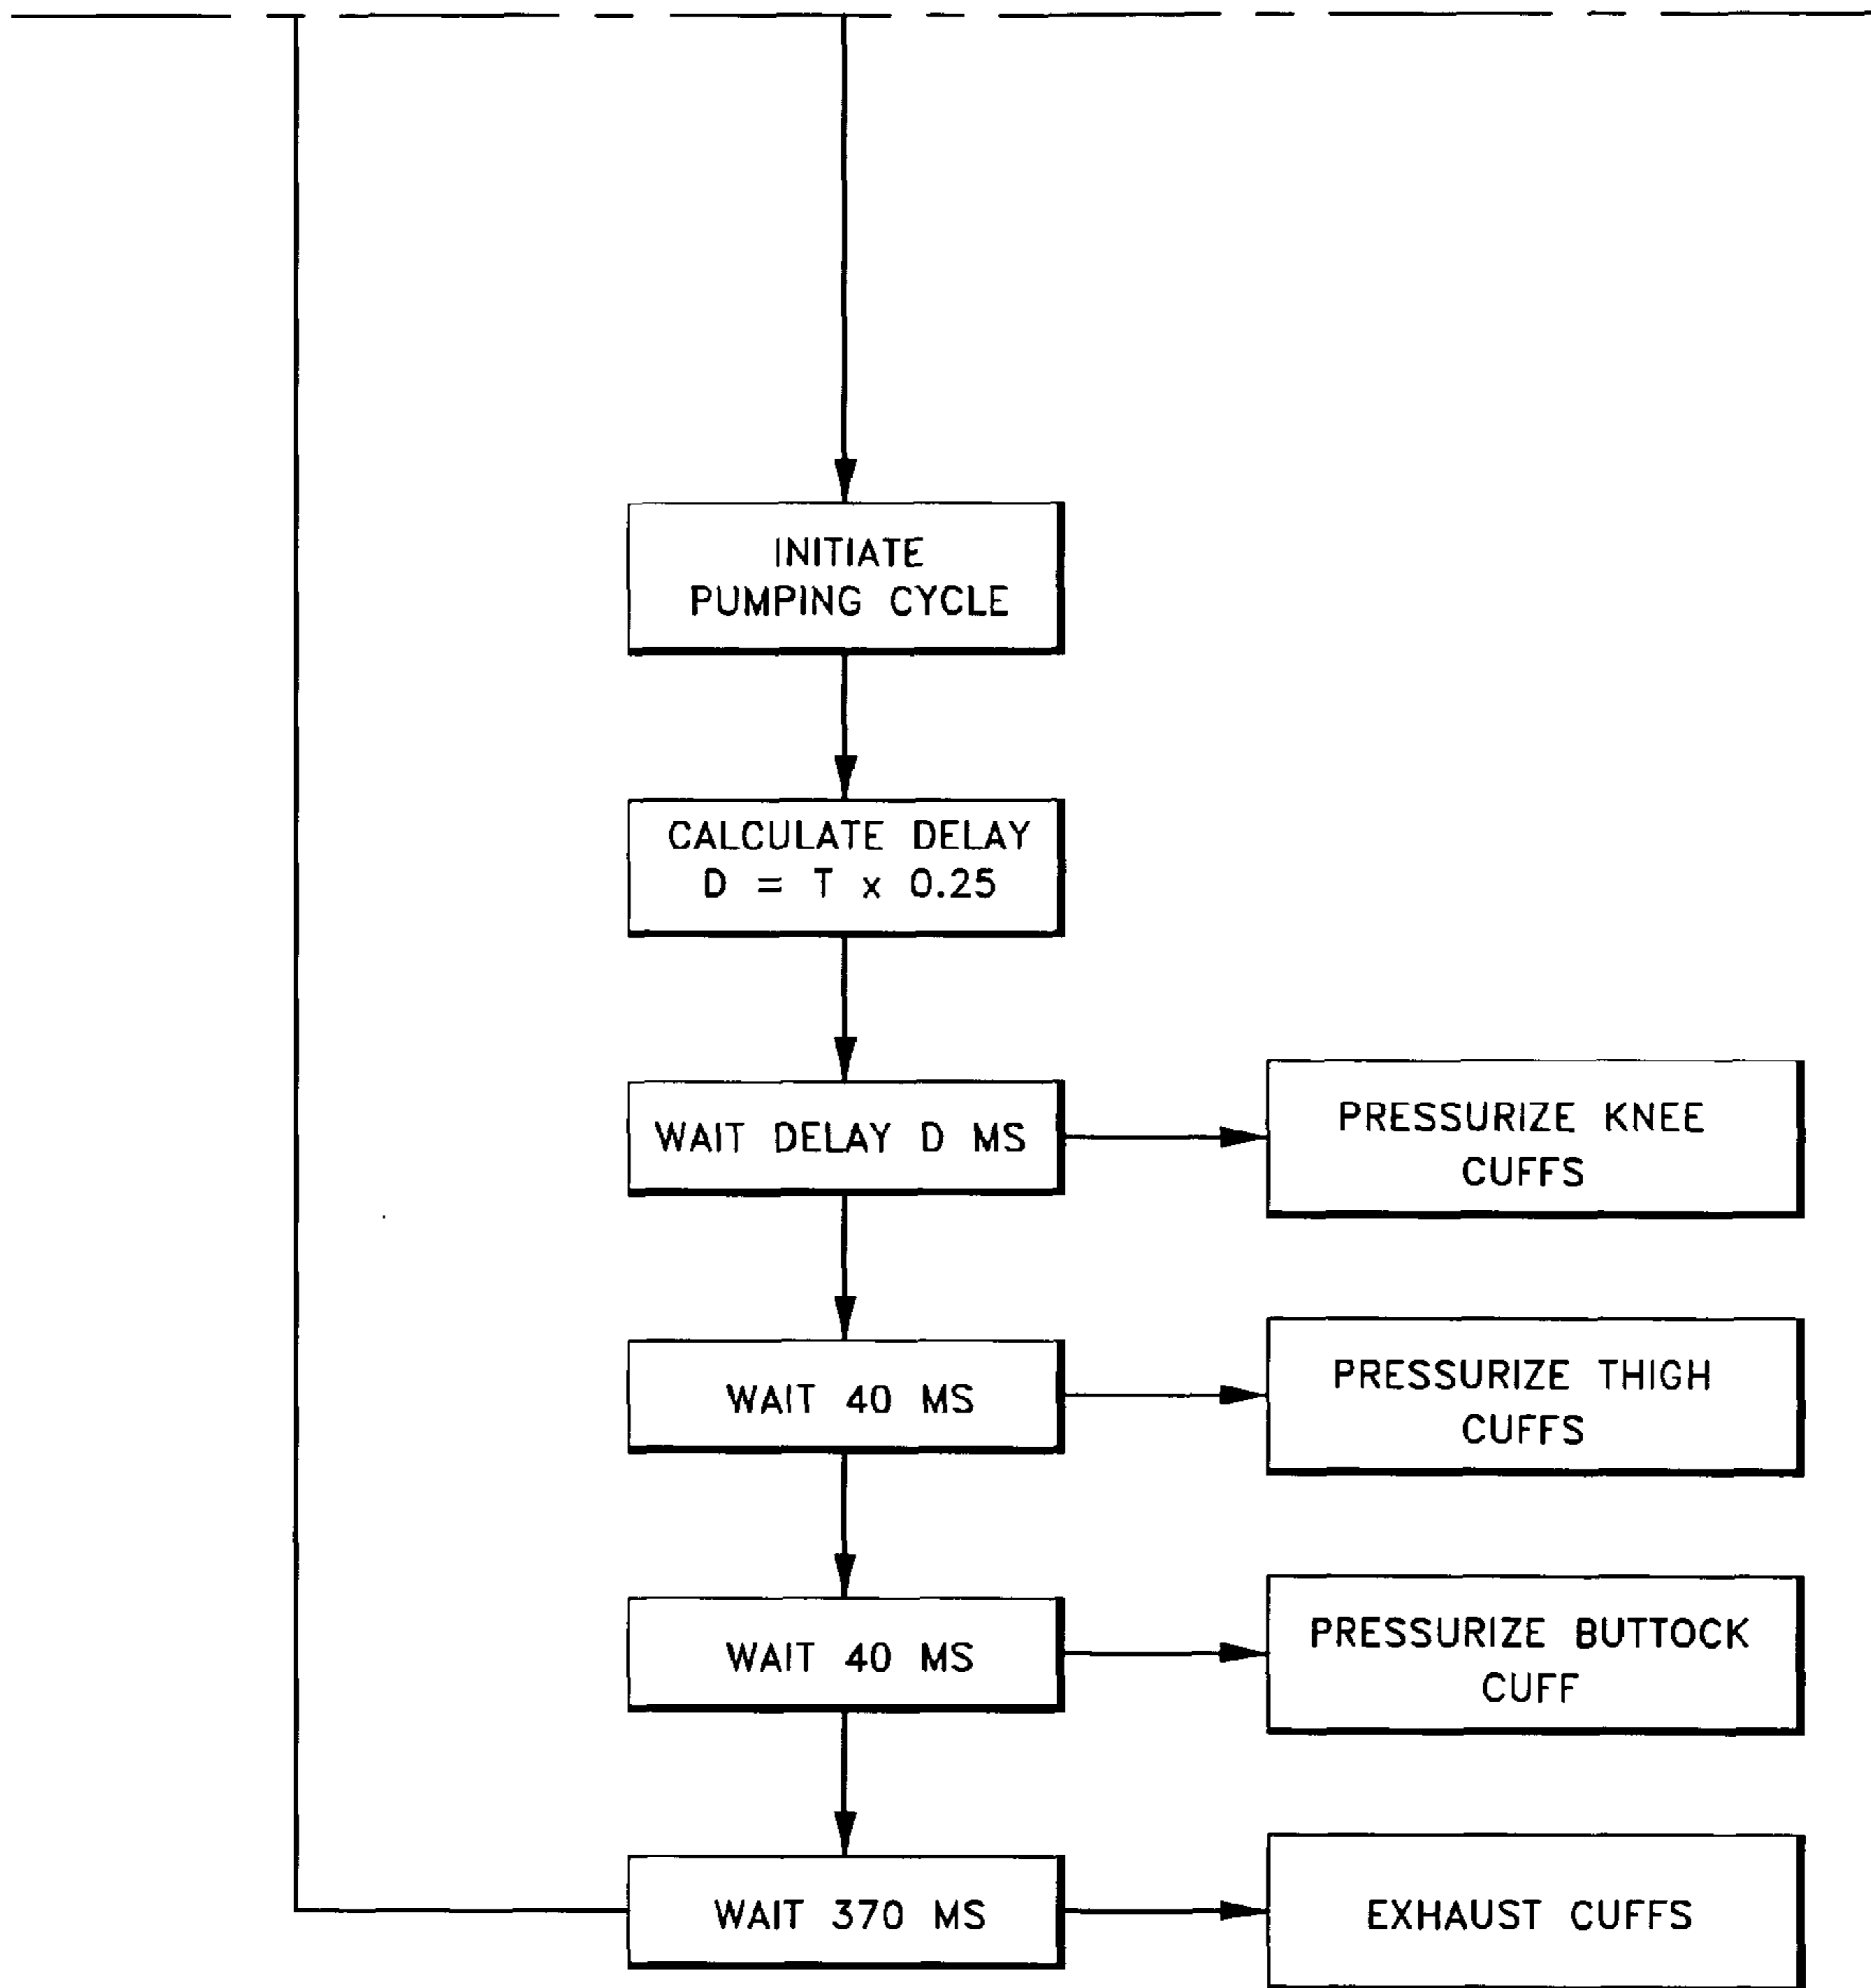 INITIATE
PUMPING CYCLE
CALCULATE DELAY
D = T x 0.25
WAIT DELAY D MS
PRESSURIZE KNEE
CUFFS
WAIT 40 MS
PRESSURIZE THIGH
CUFFS
WAIT 40 MS
PRESSURIZE BUTTOCK
CUFF
WAIT 370 MS
EXHAUST CUFFS